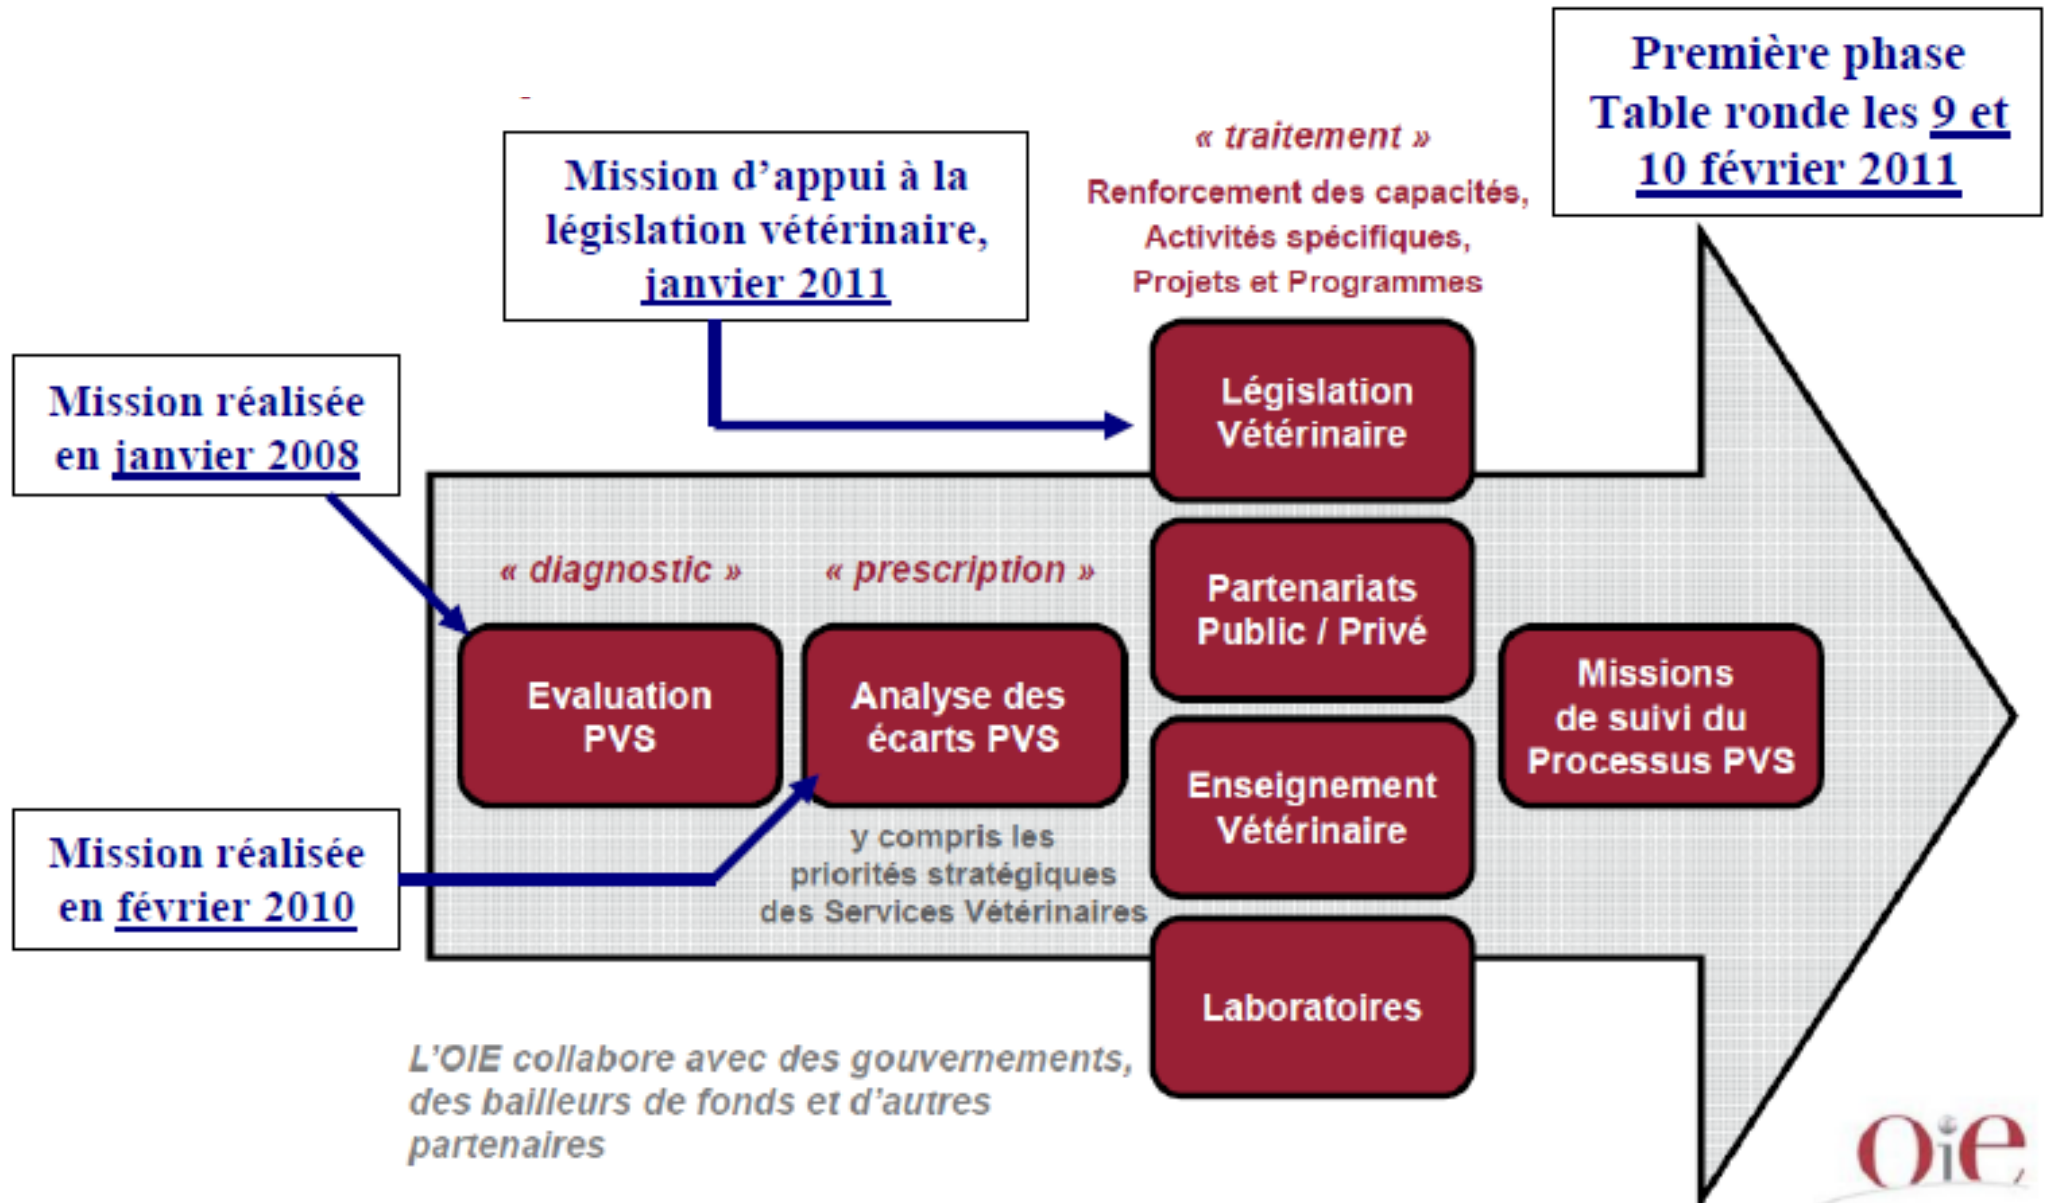 Première phase
Table ronde les 9 et
10 février 2011
Mission d’appui à la
législation vétérinaire,
janvier 2011
« traitement »
Renforcement des capacités,
Activités spécifiques,
Projets et Programmes
Mission réalisée
en janvier 2008
Législation
Vétérinaire
« diagnostic »
« prescription »
Evaluation
PVS
Analyse des
écarts PVS
y compris les
priorités stratégiques
des Services Vétérinaires
Partenariats
Public / Privé
Enseignement
Vétérinaire
Laboratoires
Missions
de suivi du
Processus PVS
Mission réalisée
en février 2010
L’OIE collabore avec des gouvernements,
des bailleurs de fonds et d’autres
partenaires
Oie